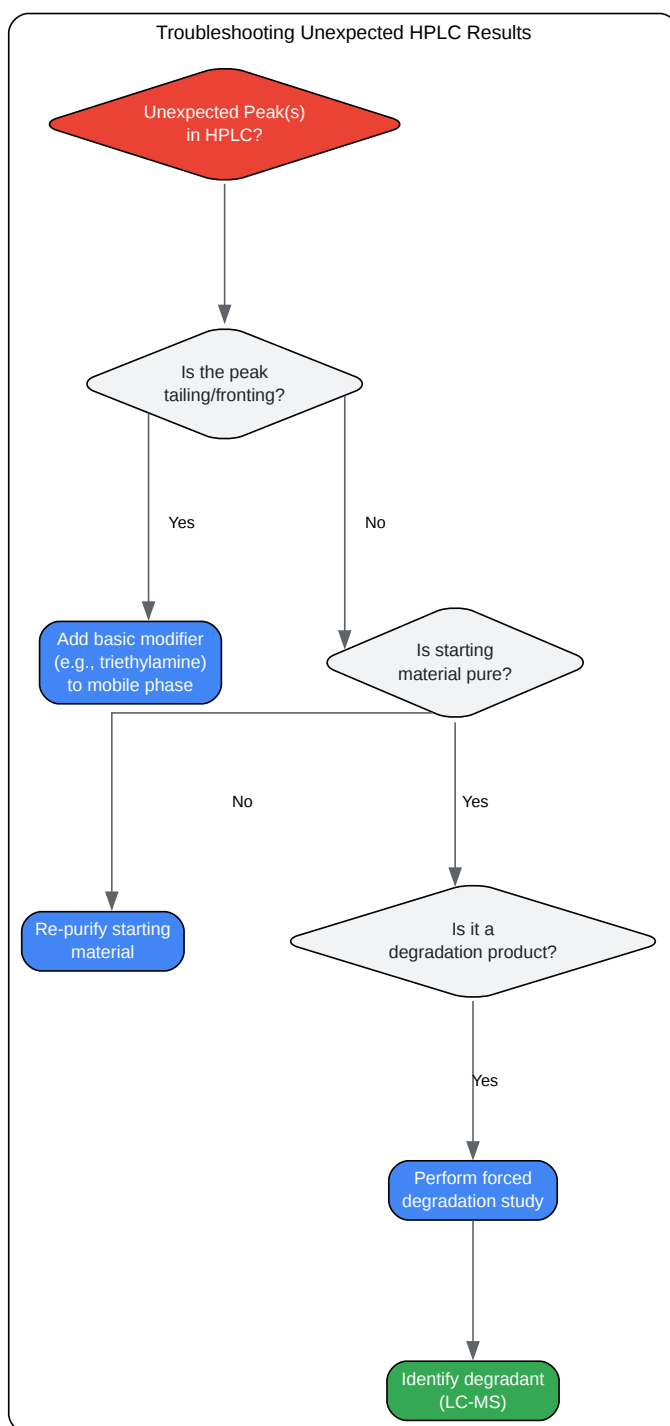 Troubleshooting Unexpected HPLC Results
Unexpected Peak(s)
in HPLC?
Is the peak
tailing/fronting?
Yes
No
Add basic modifier
(e.g., triethylamine)
to mobile phase
Is starting
material pure?
No
Yes
Re-purify starting
material
Is it a
degradation product?
Yes
Perform forced
degradation study
Identify degradant
(LC-MS)